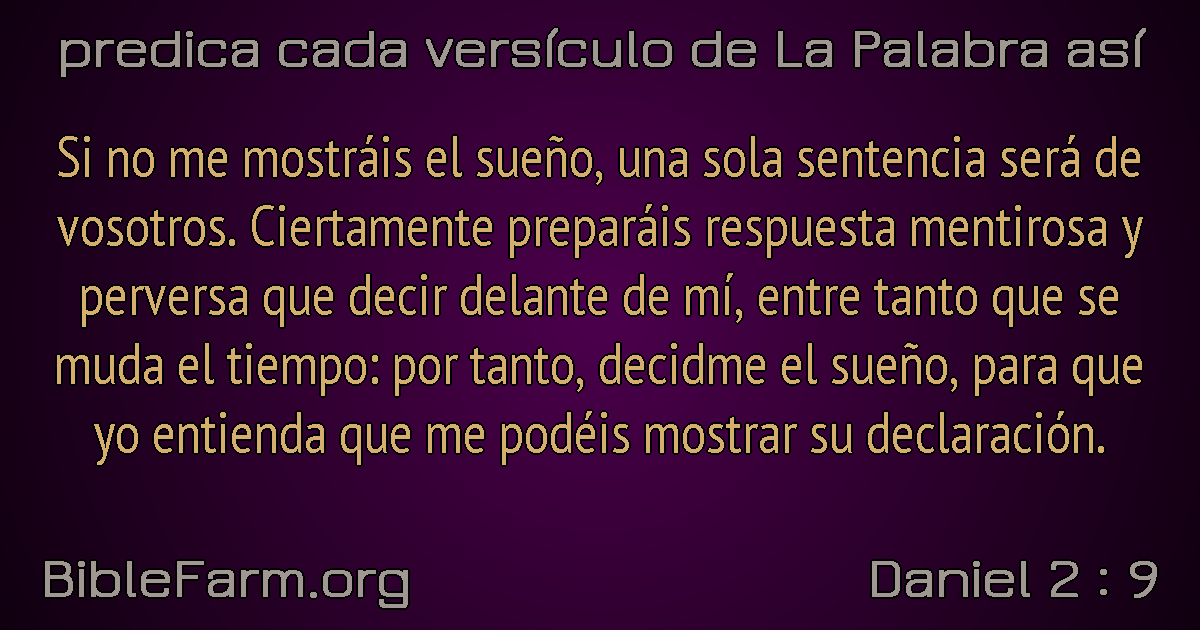 predica cada versículo de La Palabra así
Si no me mostráis el sueño, una sola sentencia será de
vosotros. Ciertamente preparáis respuesta mentirosa y
perversa que decir delante de mí, entre tanto que se
muda el tiempo: por tanto, decidme el sueño, para que
yo entienda que me podéis mostrar su declaración.
BibleFarm.org
Daniel 2 : 9